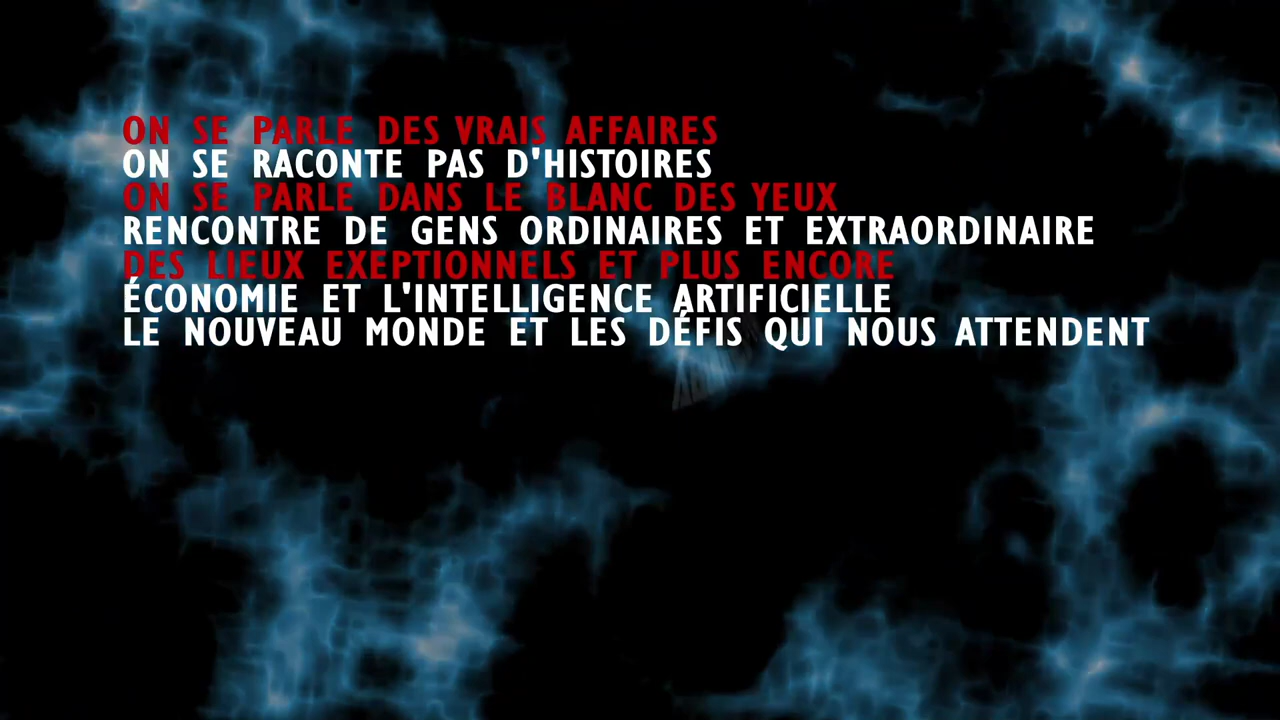 ON SE PARLE DES VRAIS AFFAIRES
ON SE RACONTE PAS D'HISTOIRES
ON SE PARLE DANS LE BLANC DES YEUX
RENCONTRE DE GENS ORDINAIRES ET EXTRAORDINAIRE
DES LIEUX EXEPTIONNELS ET PLUS ENCORE
ÉCONOMIE ET L'INTELLIGENCE ARTIFICIELLE
LE NOUVEAU MONDE ET LES DÉFIS QUI NOUS ATTENDENT